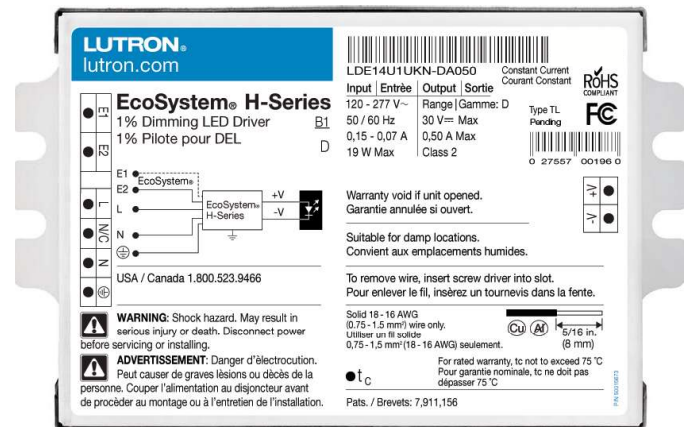 LUTRON®
lutron.com
EcoSystem® H-Series
1% Dimming LED Driver B1
1% Pilote pour DEL D
E1
E2
L
N/C
N
E1
EcoSystem®
E2
L
N
EcoSystem®
H-Series
+V
-V
USA / Canada 1.800.523.9466
WARNING: Shock hazard. May result in
serious injury or death. Disconnect power
before servicing or installing.
ADVERTISSEMENT: Danger d'électrocution.
Peut causer de graves lèsions ou décès de la
personne. Couper l'alimentation au disjoncteur avant
de procèder au montage ou à l'entretien de l'installation.
LDE14U1UKN-DA050
Constant Current
Courant Constant
RoHS
COMPLIANT
Input | Entrèe | Output | Sortie
120 - 277 V~ Range | Gamme: D
50 / 60 Hz 30 V⎓ Max
0,15 - 0,07 A 0,50 A Max
19 W Max Class 2
Type TL
Pending
FC
0 27557 00196 0
Warranty void if unit opened.
Garantie annulée si ouvert.
+V
-V
Suitable for damp locations.
Convient aux emplacements humides.
To remove wire, insert screw driver into slot.
Pour enlever le fil, insèrez un tournevis dans la fente.
Solid 18 - 16 AWG
(0.75 - 1.5 mm²) wire only.
Utiliser un fil solide
0,75 - 1,5 mm² (18 - 16 AWG) seulement.
Cu Al
5/16 in.
(8 mm)
tc
For rated warranty, tc not to exceed 75 °C
Pour garantie nominale, tc ne doit pas
dépasser 75 °C
Pats. / Brevets: 7,911,156